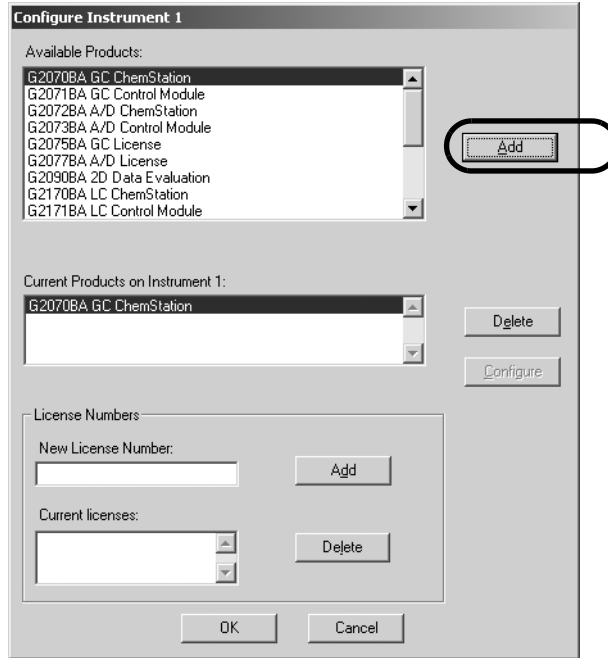 Configure Instrument 1
Available Products:
G2070BA GC ChemStation
G2071BA GC Control Module
G2072BA A/D ChemStation
G2073BA A/D Control Module
G2075BA GC License
G2077BA A/D License
G2090BA 2D Data Evaluation
G2170BA LC ChemStation
G2171BA LC Control Module
Add
Current Products on Instrument 1:
G2070BA GC ChemStation
Delete
Configure
License Numbers
New License Number:
Add
Current licenses:
Delete
OK
Cancel